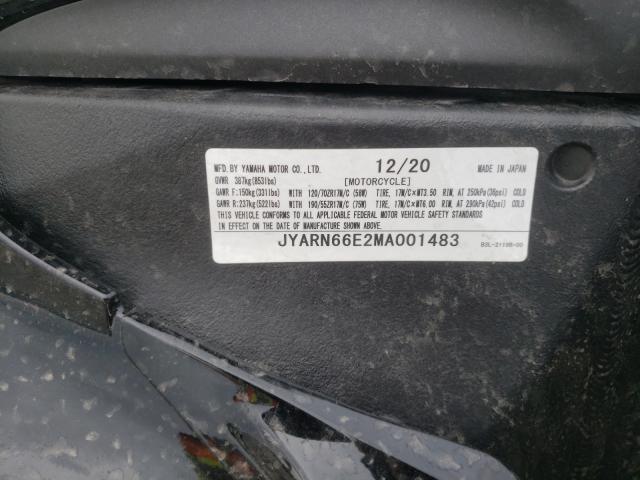 MFD. BY YAMAHA MOTOR CO., LTD. 12/20 MADE IN JAPAN
GVWR 387kg(853lbs) [MOTORCYCLE]
GAWR F:150kg(331lbs) WITH 120/70ZR17M/C (58W) TIRE, 17M/C×MT3.50 RIM, AT 250kPa(36psi) COLD
GAWR R:237kg(522lbs) WITH 190/55ZR17M/C (75W) TIRE, 17M/C×MT6.00 RIM, AT 290kPa(42psi) COLD
THIS VEHICLE CONFORMS TO ALL APPLICABLE FEDERAL MOTOR VEHICLE SAFETY STANDARDS
IN EFFECT ON THE DATE OF MANUFACTURE SHOWN ABOVE.
JYARN66E2MA001483